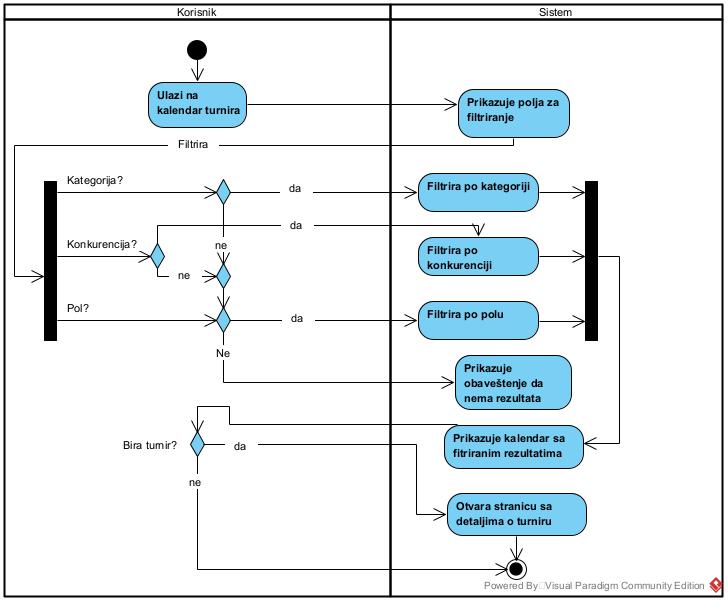 Korisnik
Sistem
Ulazi na
kalendar turnira
Prikazuje polja za
filtriranje
Filtrira
Kategorija?
da
Filtrira po kategoriji
Konkurencija?
da
ne
ne
Filtrira po
konkurenciji
Pol?
da
Filtrira po polu
Ne
Prikazuje
obaveštenje da
nema rezultata
Bira turnir?
da
Prikazuje kalendar sa
fitriranim rezultatima
ne
Otvara stranicu sa
detaljima o turniru
Powered By Visual Paradigm Community Edition